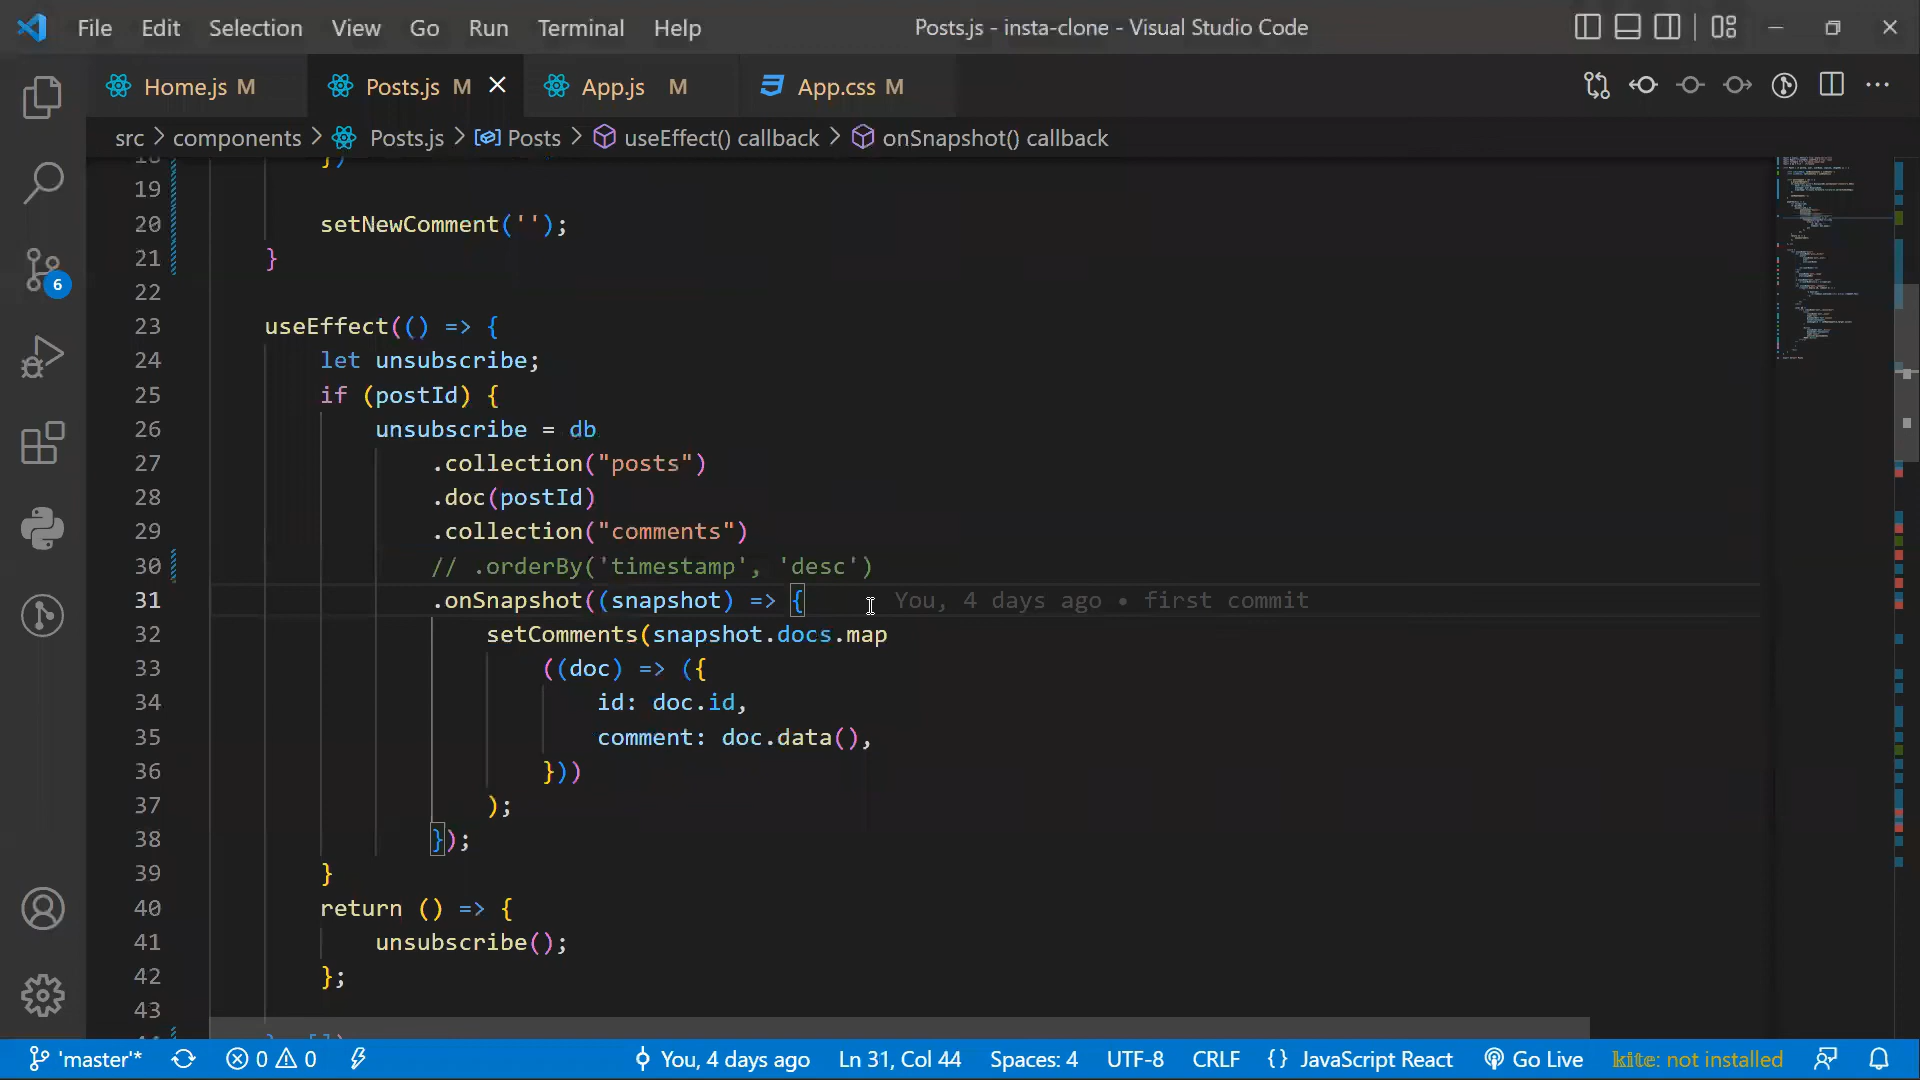 File Edit Selection View Go Run Terminal Help Posts.js - insta-clone - Visual Studio Code
Home.js M Posts.js M App.js M App.css M
src > components > Posts.js > Posts > useEffect() callback > onSnapshot() callback
18 })
19
20 setNewComment('');
21 }
22
23 useEffect(() => {
24 let unsubscribe;
25 if (postId) {
26 unsubscribe = db
27 .collection("posts")
28 .doc(postId)
29 .collection("comments")
30 // .orderBy('timestamp', 'desc')
31 .onSnapshot((snapshot) => { You, 4 days ago • first commit
32 setComments(snapshot.docs.map
33 ((doc) => ({
34 id: doc.id,
35 comment: doc.data(),
36 }))
37 );
38 });
39 }
40 return () => {
41 unsubscribe();
42 };
43
6
'master'* 0 0 You, 4 days ago Ln 31, Col 44 Spaces: 4 UTF-8 CRLF {} JavaScript React Go Live kite: not installed